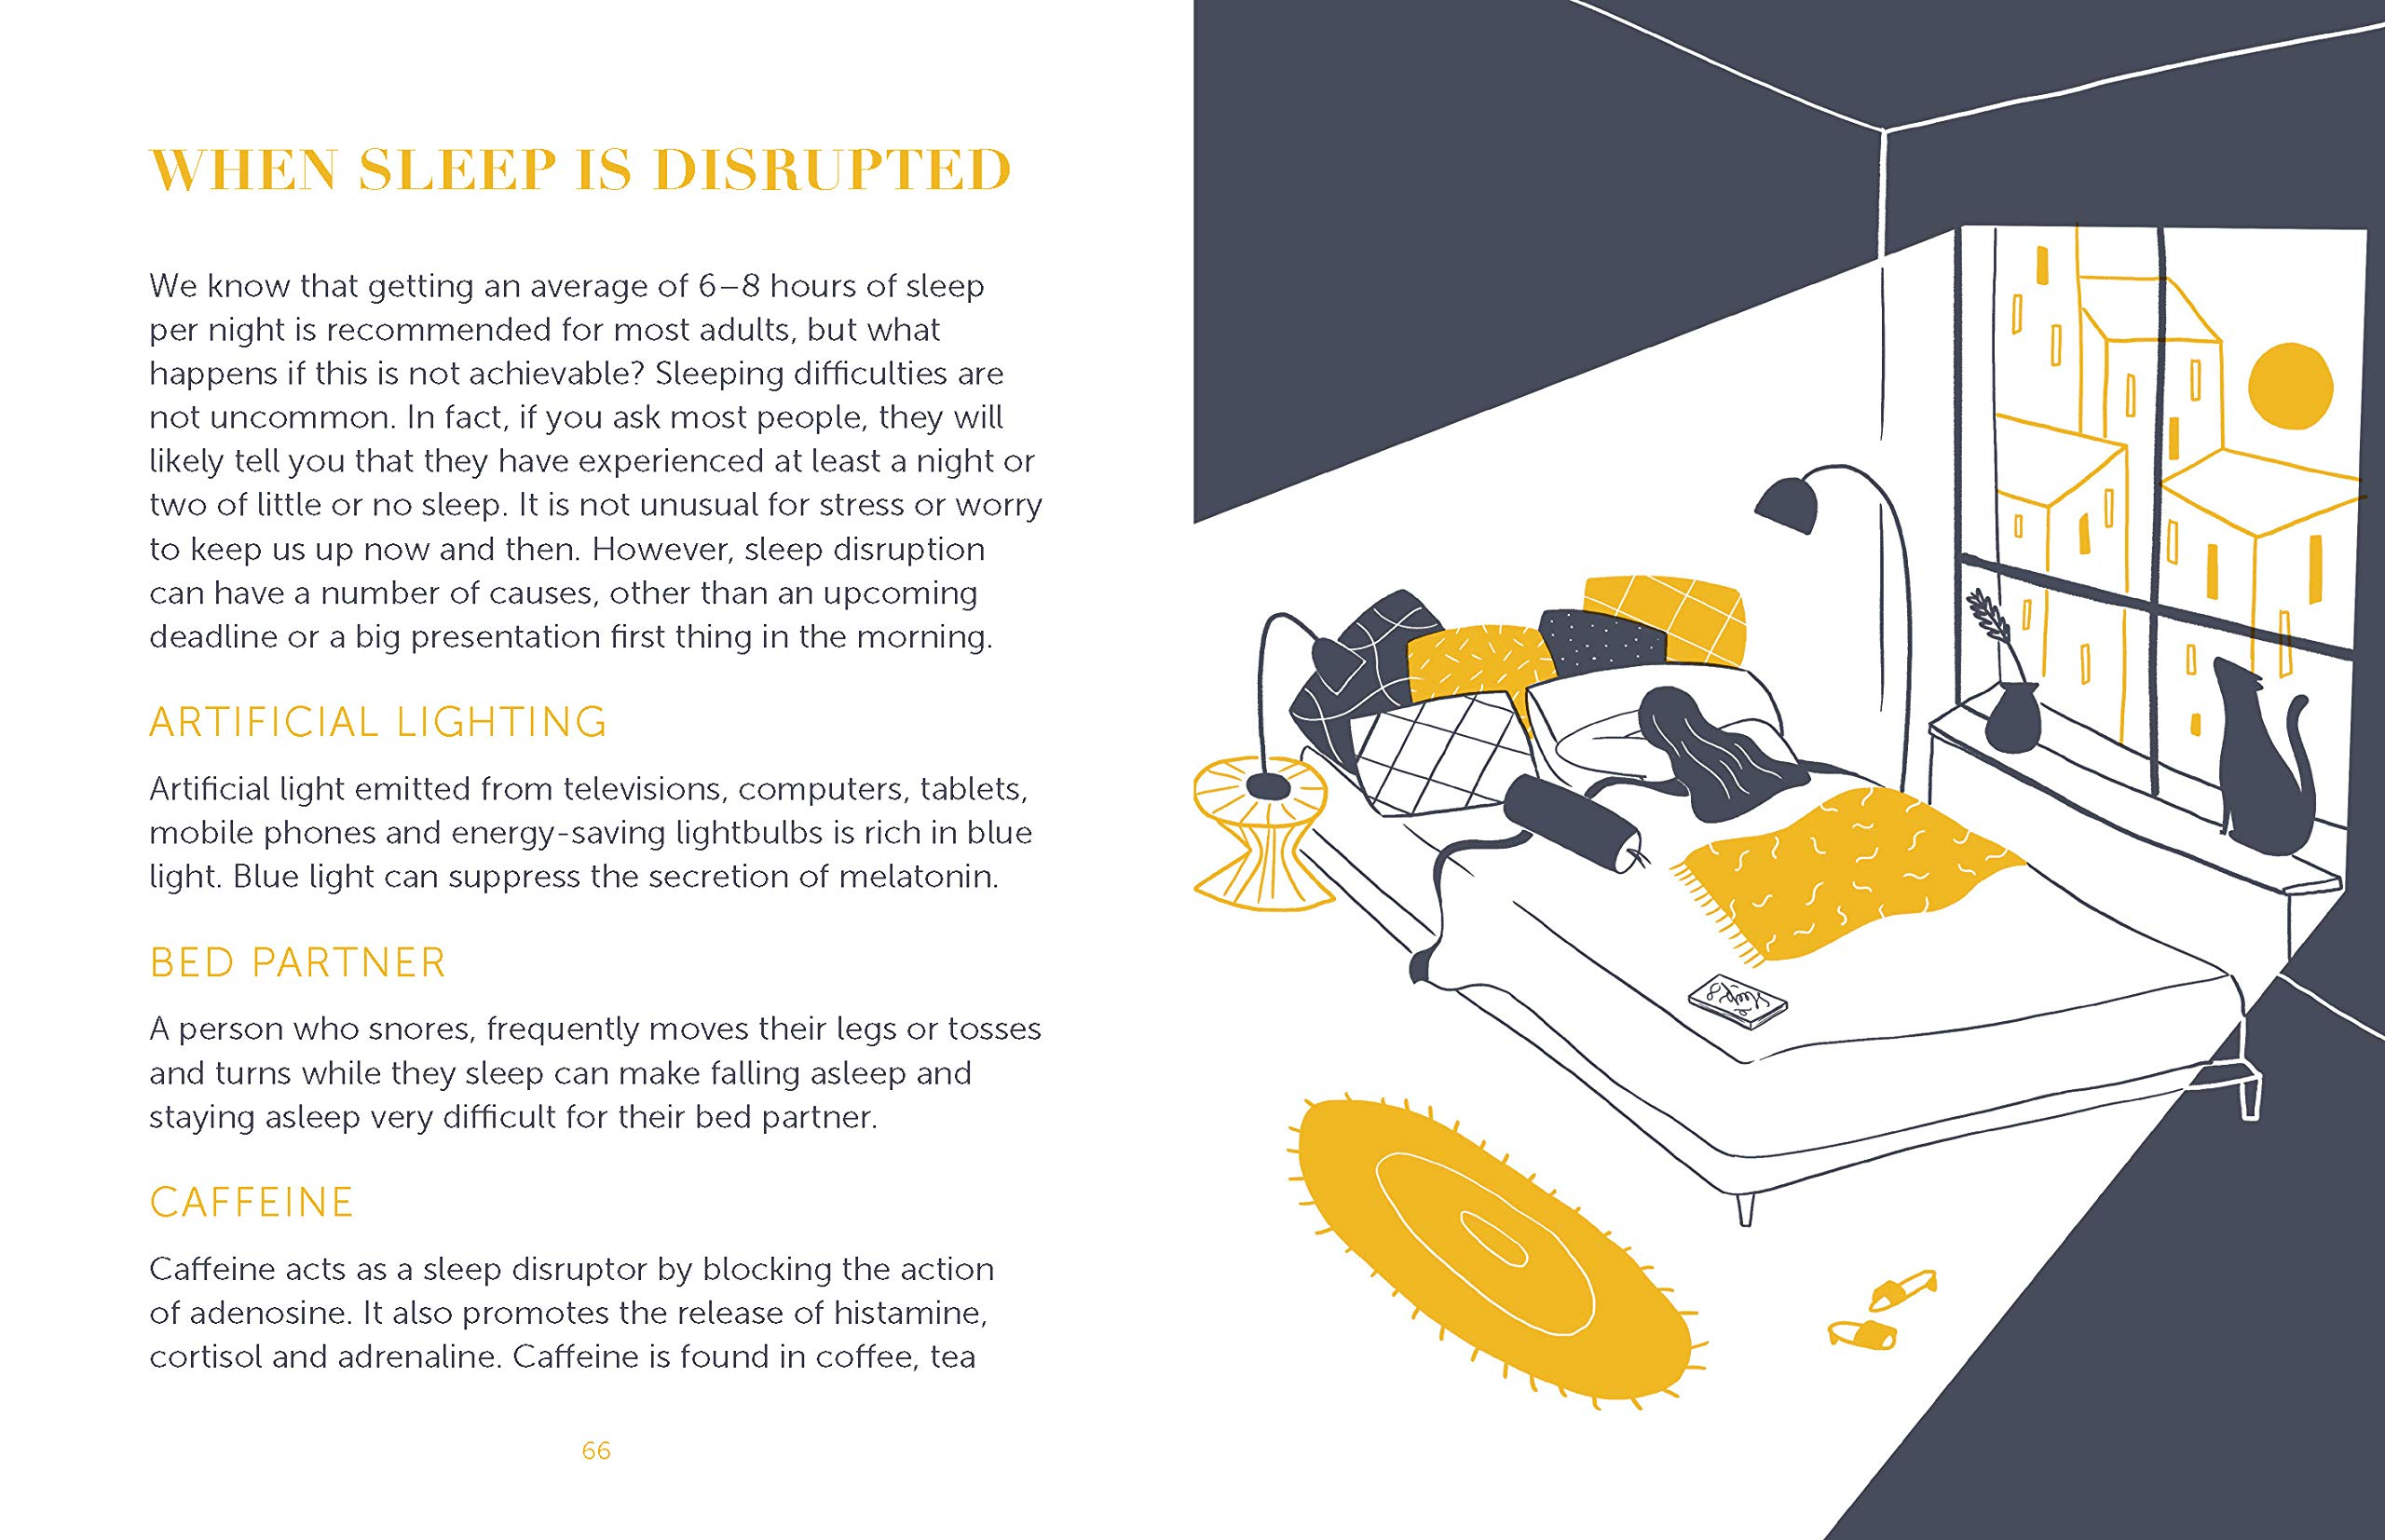 WHEN SLEEP IS DISRUPTED
We know that getting an average of 6–8 hours of sleep
per night is recommended for most adults, but what
happens if this is not achievable? Sleeping difficulties are
not uncommon. In fact, if you ask most people, they will
likely tell you that they have experienced at least a night or
two of little or no sleep. It is not unusual for stress or worry
to keep us up now and then. However, sleep disruption
can have a number of causes, other than an upcoming
deadline or a big presentation first thing in the morning.
ARTIFICIAL LIGHTING
Artificial light emitted from televisions, computers, tablets,
mobile phones and energy-saving lightbulbs is rich in blue
light. Blue light can suppress the secretion of melatonin.
BED PARTNER
A person who snores, frequently moves their legs or tosses
and turns while they sleep can make falling asleep and
staying asleep very difficult for their bed partner.
CAFFEINE
Caffeine acts as a sleep disruptor by blocking the action
of adenosine. It also promotes the release of histamine,
cortisol and adrenaline. Caffeine is found in coffee, tea
66